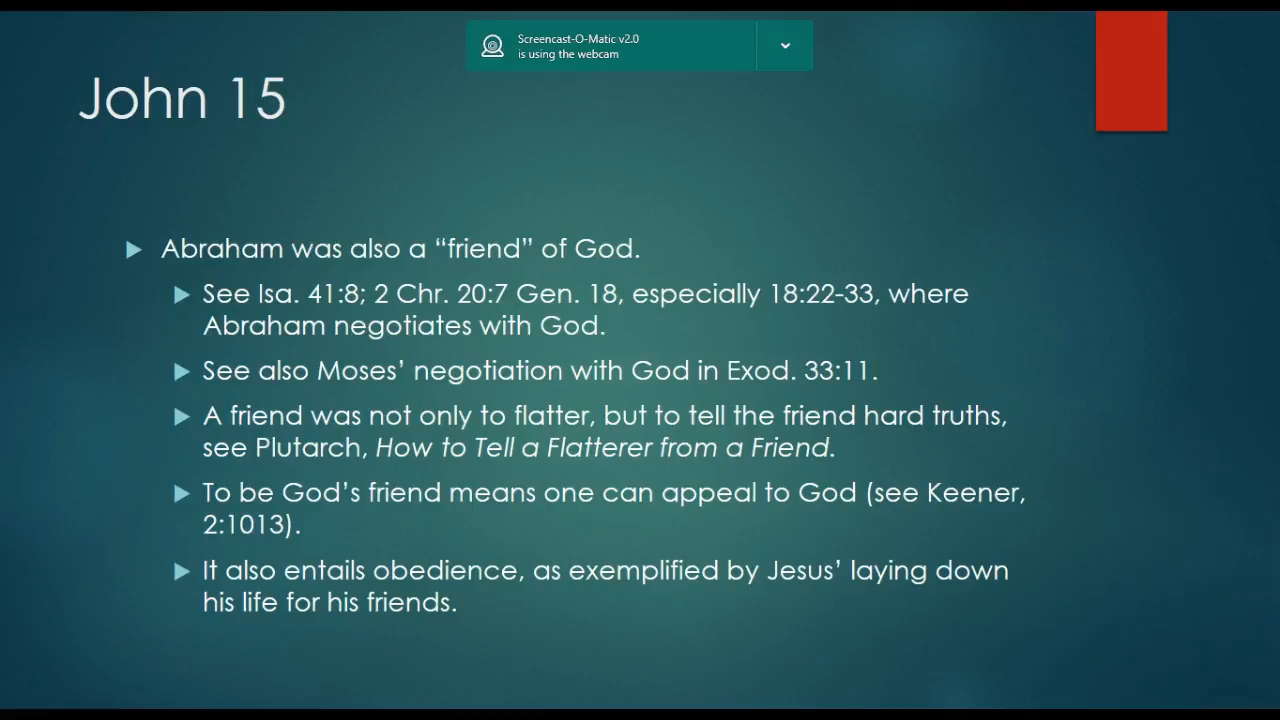 Screencast-O-Matic v2.0
is using the webcam
John 15
Abraham was also a “friend” of God.
See Isa. 41:8; 2 Chr. 20:7 Gen. 18, especially 18:22-33, where
Abraham negotiates with God.
See also Moses’ negotiation with God in Exod. 33:11.
A friend was not only to flatter, but to tell the friend hard truths,
see Plutarch, How to Tell a Flatterer from a Friend.
To be God’s friend means one can appeal to God (see Keener,
2:1013).
It also entails obedience, as exemplified by Jesus’ laying down
his life for his friends.